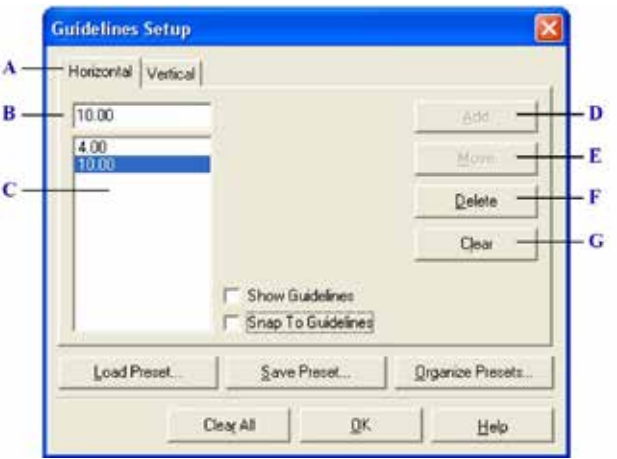 Guidelines Setup
A
Horizontal Vertical
B 10.00 Add D
4.00 Move E
10.00
C Delete F
Clear G
Show Guidelines
Snap To Guidelines
Load Preset... Save Preset... Organize Presets...
Clear All OK Help